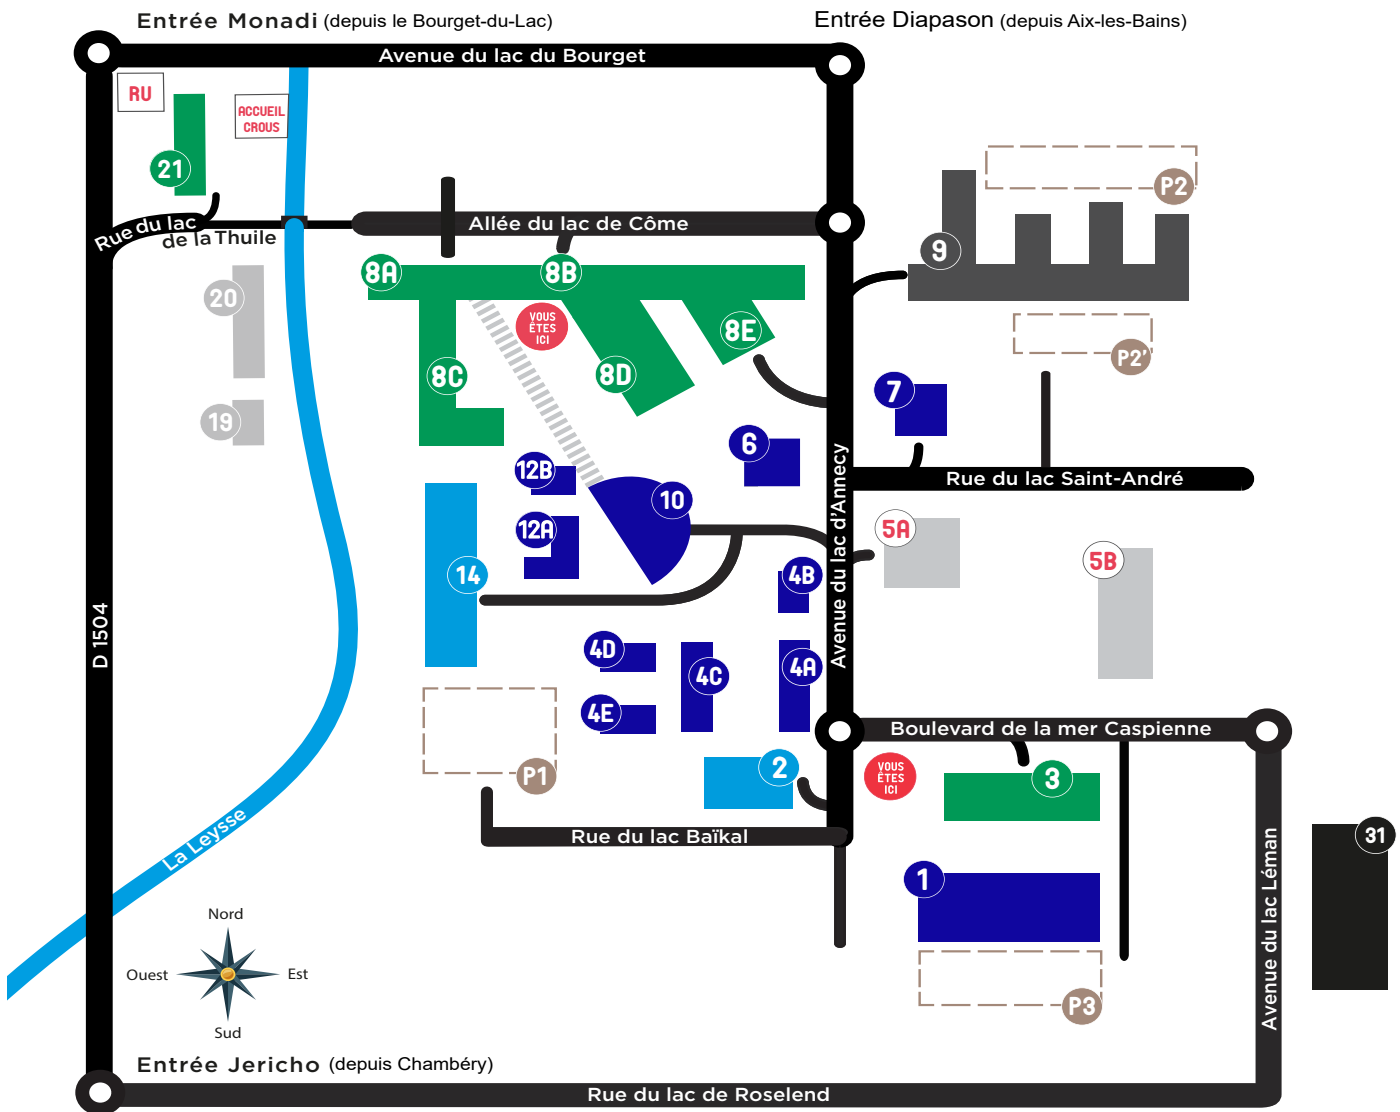 Entrée Monadi (depuis le Bourget-du-Lac)
Entrée Diapason (depuis Aix-les-Bains)
Avenue du lac du Bourget
RU
ACCUEIL
CROUS
21
P2
Rue du lac
de la Thuile
Allée du lac de Côme
9
8A
8B
20
VOUS
ÊTES
ICI
8E
P2'
8C
8D
7
19
6
12B
Rue du lac Saint-André
10
12A
5A
5B
14
4B
Avenue du lac d'Annecy
D 1504
4D
4C
4A
4E
Boulevard de la mer Caspienne
P1
2
VOUS
ÊTES
ICI
3
La Leysse
Rue du lac Baïkal
31
1
Avenue du lac Léman
Nord
Ouest
Est
Sud
P3
Entrée Jericho (depuis Chambéry)
Rue du lac de Roselend